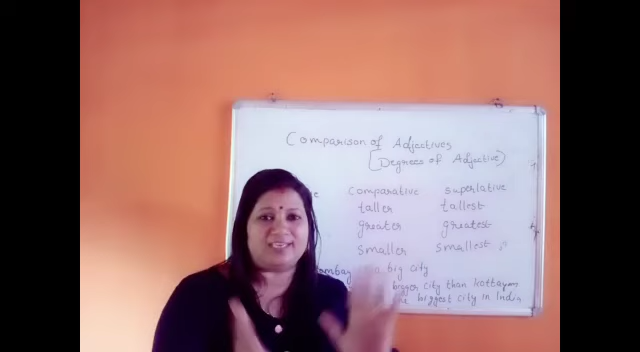 Comparison of Adjectives
[Degrees of Adjective)
comparative superlative
taller tallest
greater greatest
smaller smallest
big city
bigger city than Kottayam
biggest city in India